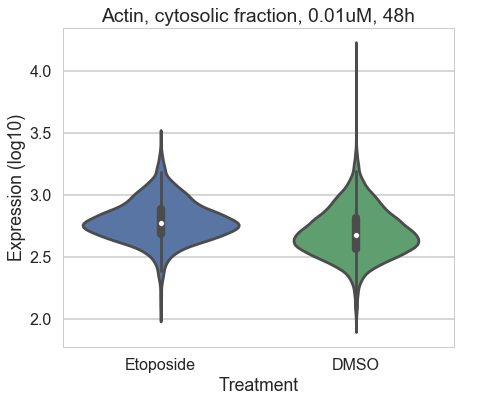 Actin, cytosolic fraction, 0.01uM, 48h
Expression (log10)
4.0
3.5
3.0
2.5
2.0
Etoposide
DMSO
Treatment